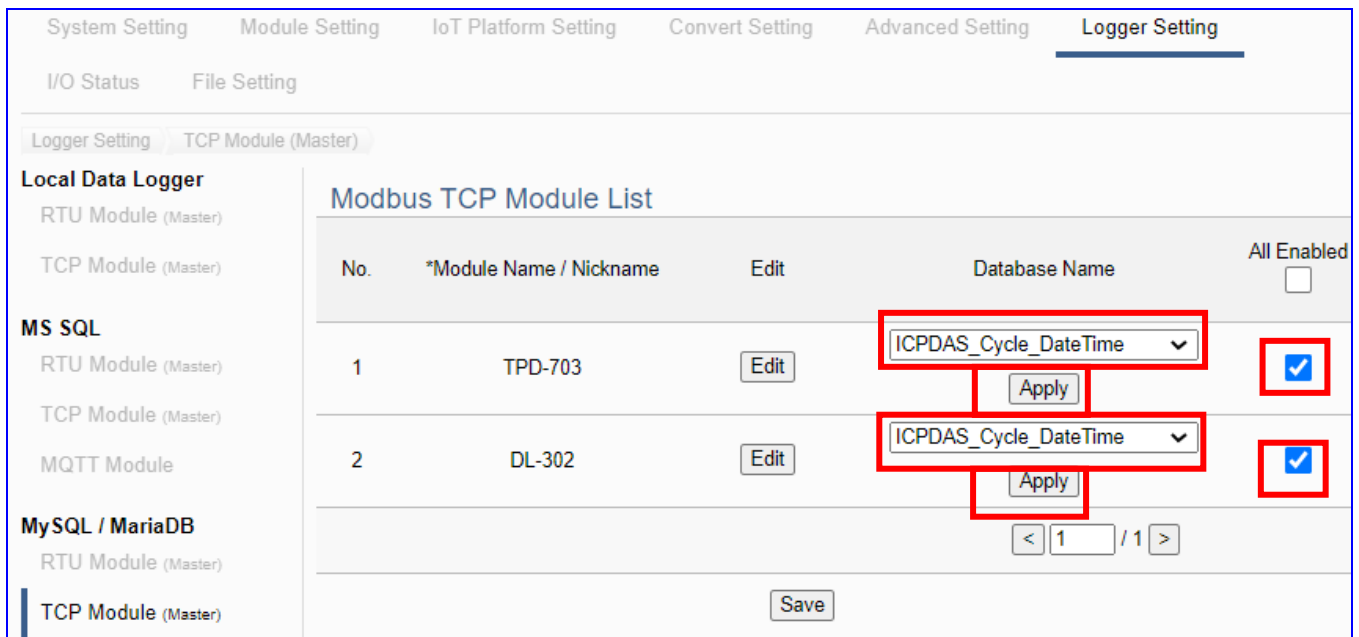 System Setting Module Setting IoT Platform Setting Convert Setting Advanced Setting Logger Setting
I/O Status File Setting
Logger Setting TCP Module (Master)
Local Data Logger
RTU Module (Master)
TCP Module (Master)
MS SQL
RTU Module (Master)
TCP Module (Master)
MQTT Module
MySQL / MariaDB
RTU Module (Master)
TCP Module (Master)
Modbus TCP Module List
No. *Module Name / Nickname Edit Database Name All Enabled
1 TPD-703 Edit ICPDAS_Cycle_DateTime
Apply
2 DL-302 Edit ICPDAS_Cycle_DateTime
Apply
< 1 / 1 >
Save